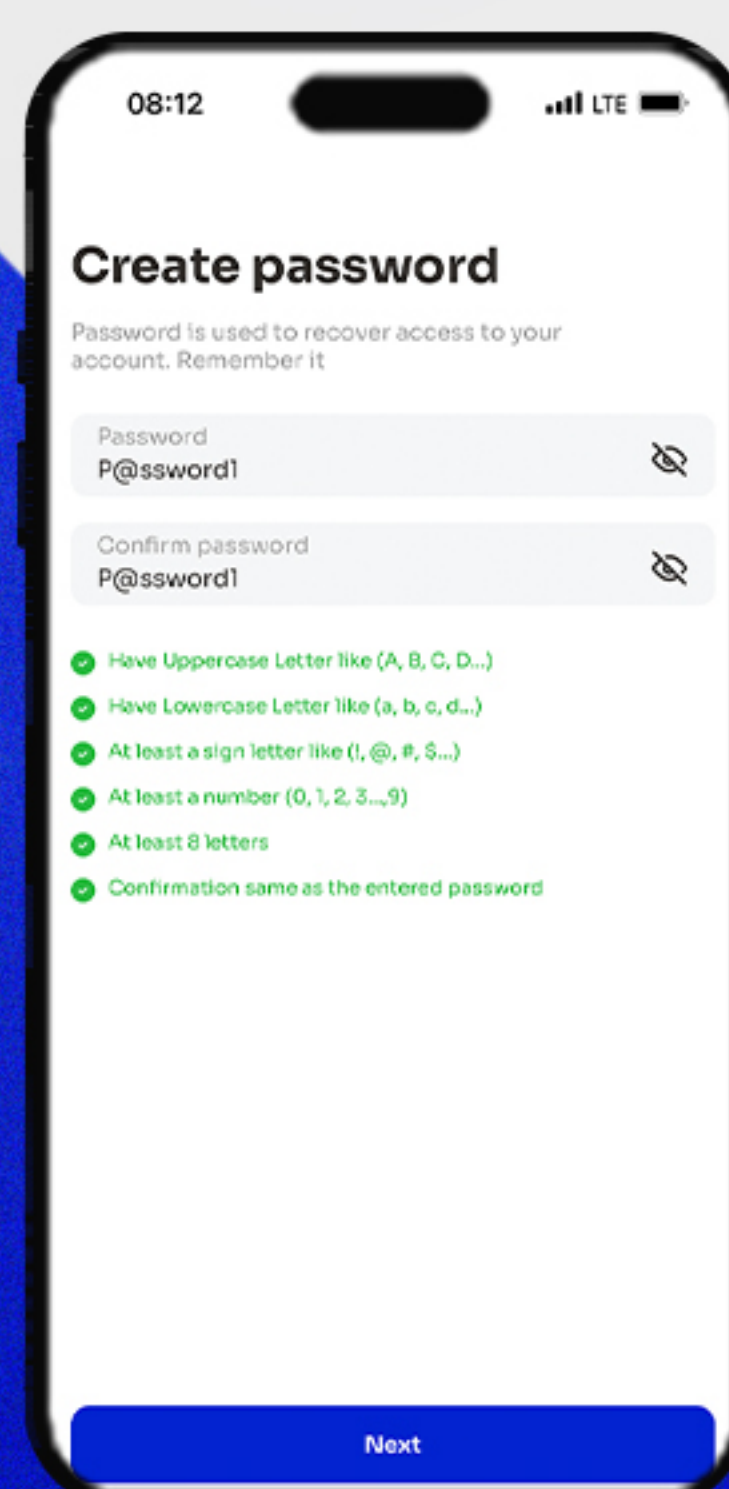 08:12
LTE
Create password
Password is used to recover access to your
account. Remember it
Password
P@ssword1
Confirm password
P@ssword1
Have Uppercase Letter like (A, B, C, D...)
Have Lowercase Letter like (a, b, c, d...)
At least a sign letter like (!, @, #, $...)
At least a number (0, 1, 2, 3...,9)
At least 8 letters
Confirmation same as the entered password
Next